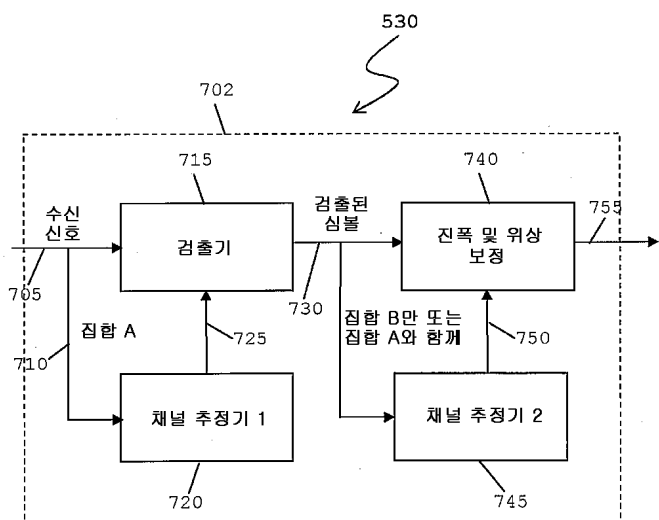 530
702
715
740
수신
신호
검출기
검출된
심볼
진폭 및 위상
보정
755
705
730
710
집합 A
725
집합 B만 또는
집합 A와 함께
750
채널 추정기 1
채널 추정기 2
720
745